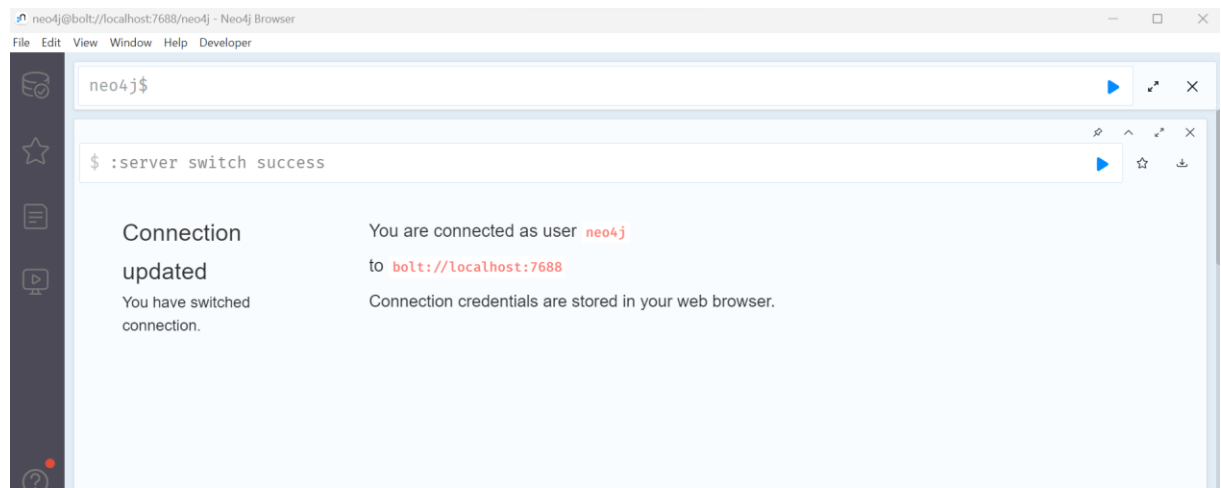 neo4j@bolt://localhost:7688/neo4j - Neo4j Browser
File Edit View Window Help Developer
neo4j$
$ :server switch success
Connection updated
You have switched connection.
You are connected as user neo4j
to bolt://localhost:7688
Connection credentials are stored in your web browser.